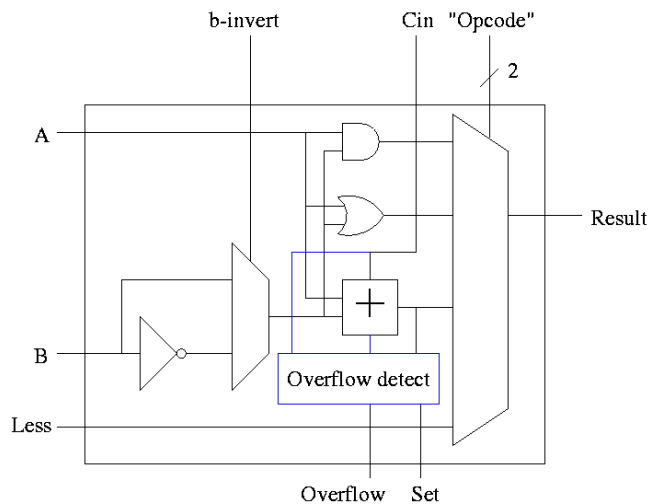 b-invert
Cin
"Opcode"
2
A
Result
+
B
Overflow detect
Less
Overflow
Set